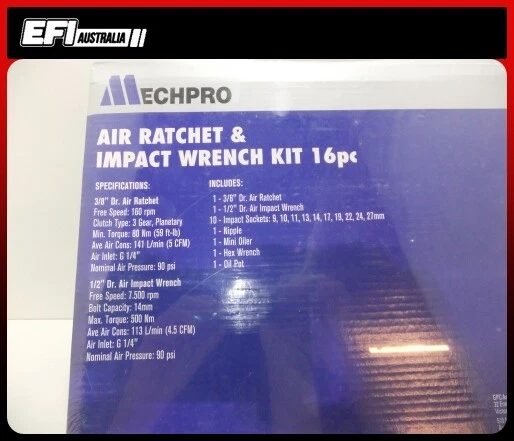 EFI AUSTRALIA
MECHPRO
AIR RATCHET &
IMPACT WRENCH KIT 16pc
SPECIFICATIONS:
3/8" Dr. Air Ratchet
Free Speed: 160 rpm
Clutch Type: 3 Gear, Planetary
Min. Torque: 80 Nm (59 ft-lb)
Ave Air Cons: 141 L/min (5 CFM)
Air Inlet: G 1/4"
Nominal Air Pressure: 90 psi
1/2" Dr. Air Impact Wrench
Free Speed: 7.500 rpm
Bolt Capacity: 14mm
Max. Torque: 500 Nm
Ave Air Cons: 113 L/min (4.5 CFM)
Air Inlet: G 1/4"
Nominal Air Pressure: 90 psi
INCLUDES:
1 - 3/8" Dr. Air Ratchet
1 - 1/2" Dr. Air Impact Wrench
10 - Impact Sockets: 9, 10, 11, 13, 14, 17, 19, 22, 24, 27mm
1 - Nipple
1 - Mini Oiler
1 - Hex Wrench
1 - Oil Pot